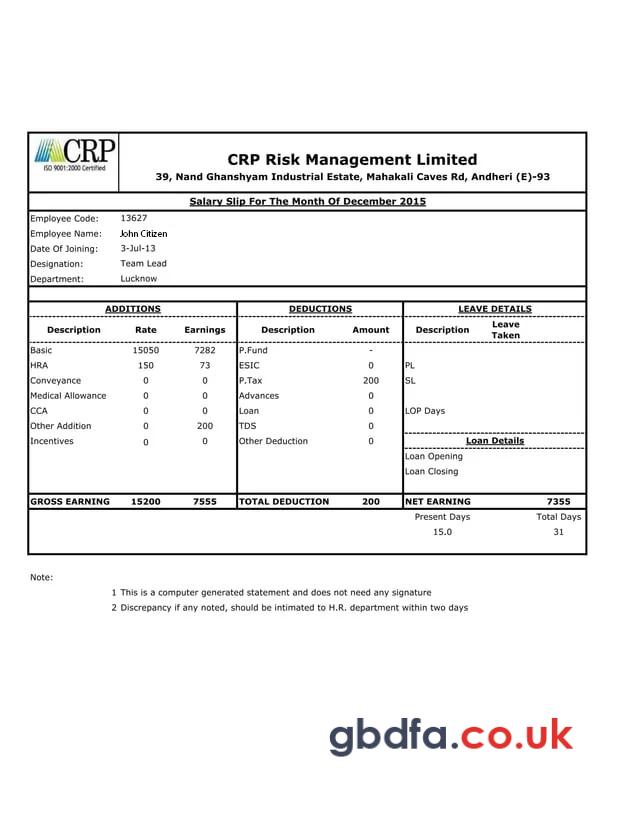 CRP
ISO 9001:2000 Certified
CRP Risk Management Limited
39, Nand Ghanshyam Industrial Estate, Mahakali Caves Rd, Andheri (E)-93
Salary Slip For The Month Of December 2015
Employee Code: 13627
Employee Name: John Citizen
Date Of Joining: 3-Jul-13
Designation: Team Lead
Department: Lucknow
ADDITIONS DEDUCTIONS LEAVE DETAILS
Description Rate Earnings Description Amount Description Leave Taken
Basic 15050 7282 P.Fund -
HRA 150 73 ESIC 0 PL
Conveyance 0 0 P.Tax 200 SL
Medical Allowance 0 0 Advances 0
CCA 0 0 Loan 0 LOP Days
Other Addition 0 200 TDS 0
Incentives 0 0 Other Deduction 0 Loan Details
Loan Opening
Loan Closing
GROSS EARNING 15200 7555 TOTAL DEDUCTION 200 NET EARNING 7355
Present Days Total Days
15.0 31
Note:
1 This is a computer generated statement and does not need any signature
2 Discrepancy if any noted, should be intimated to H.R. department within two days
gbdfa.co.uk